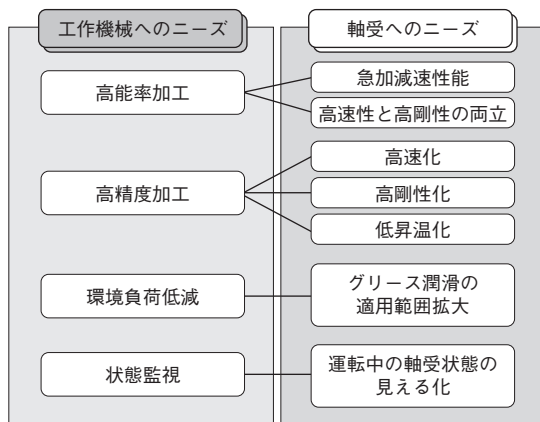 工作機械へのニーズ
軸受へのニーズ
高能率加工
急加減速性能
高速性と高剛性の両立
高精度加工
高速化
高剛性化
低昇温化
環境負荷低減
グリース潤滑の
適用範囲拡大
状態監視
運転中の軸受状態の
見える化